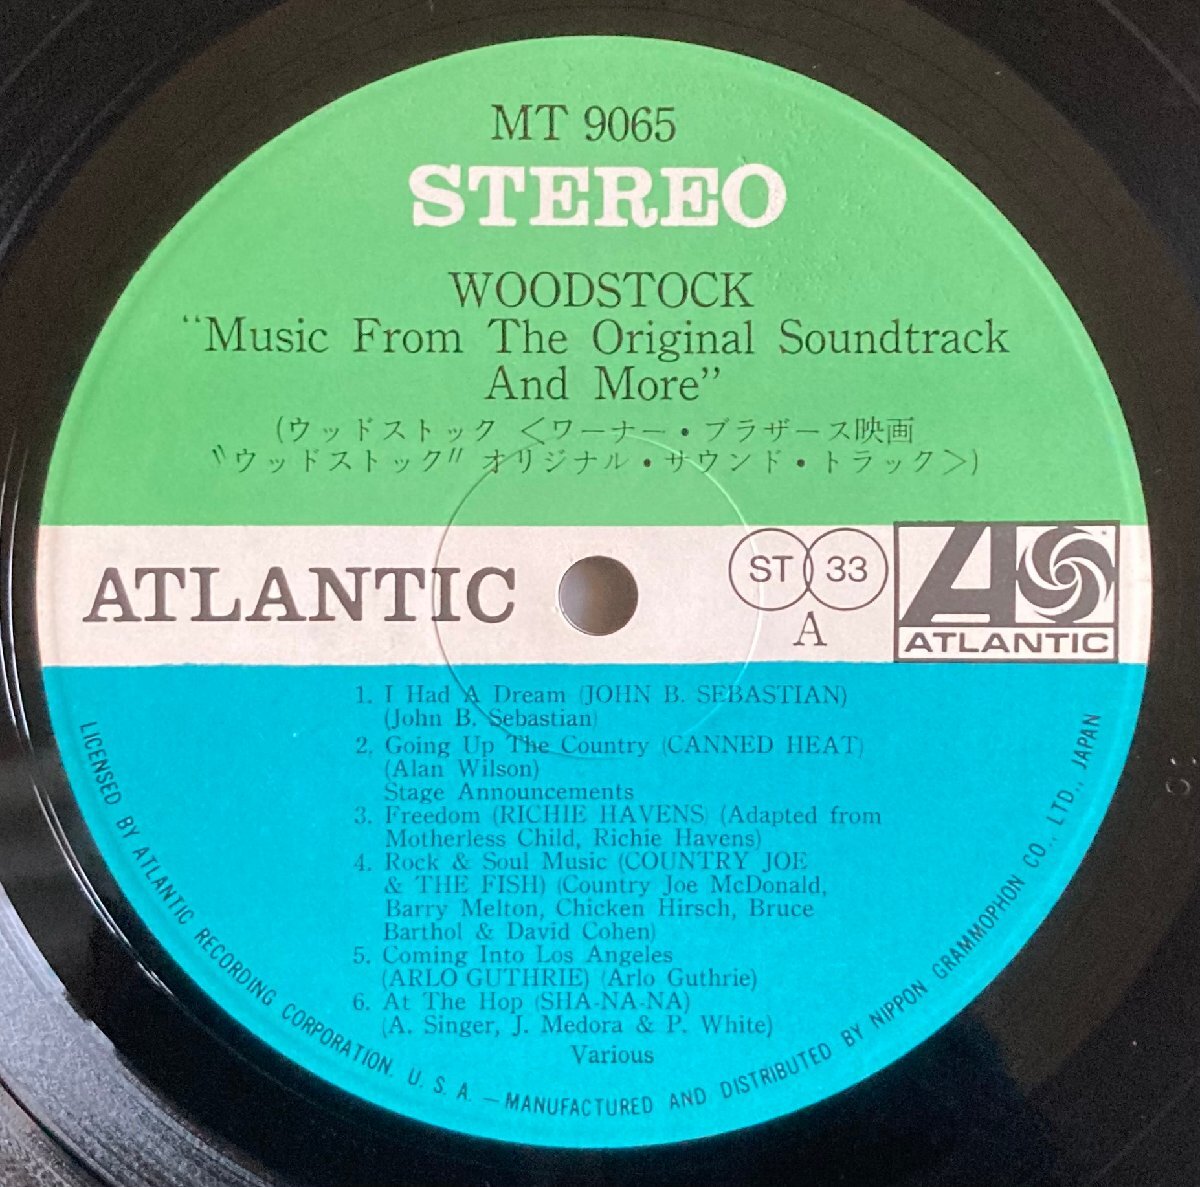 MT 9065
STEREO
WOODSTOCK
“Music From The Original Soundtrack
And More”
(ウッドストック <ワーナー・ブラザース映画
〝ウッドストック〃 オリジナル・サウンド・トラック>)
ATLANTIC
ST 33
A
ATLANTIC
1. I Had A Dream (JOHN B. SEBASTIAN)
(John B. Sebastian)
2. Going Up The Country (CANNED HEAT)
(Alan Wilson)
Stage Announcements
3. Freedom (RICHIE HAVENS) (Adapted from
Motherless Child, Richie Havens)
4. Rock & Soul Music (COUNTRY JOE
& THE FISH) (Country Joe McDonald,
Barry Melton, Chicken Hirsch, Bruce
Barthol & David Cohen)
5. Coming Into Los Angeles
(ARLO GUTHRIE) (Arlo Guthrie)
6. At The Hop (SHA-NA-NA)
(A. Singer, J. Medora & P. White)
Various
LICENSED BY ATLANTIC RECORDING CORPORATION. U. S. A. — MANUFACTURED AND DISTRIBUTED BY NIPPON GRAMMOPHON CO., LTD., JAPAN